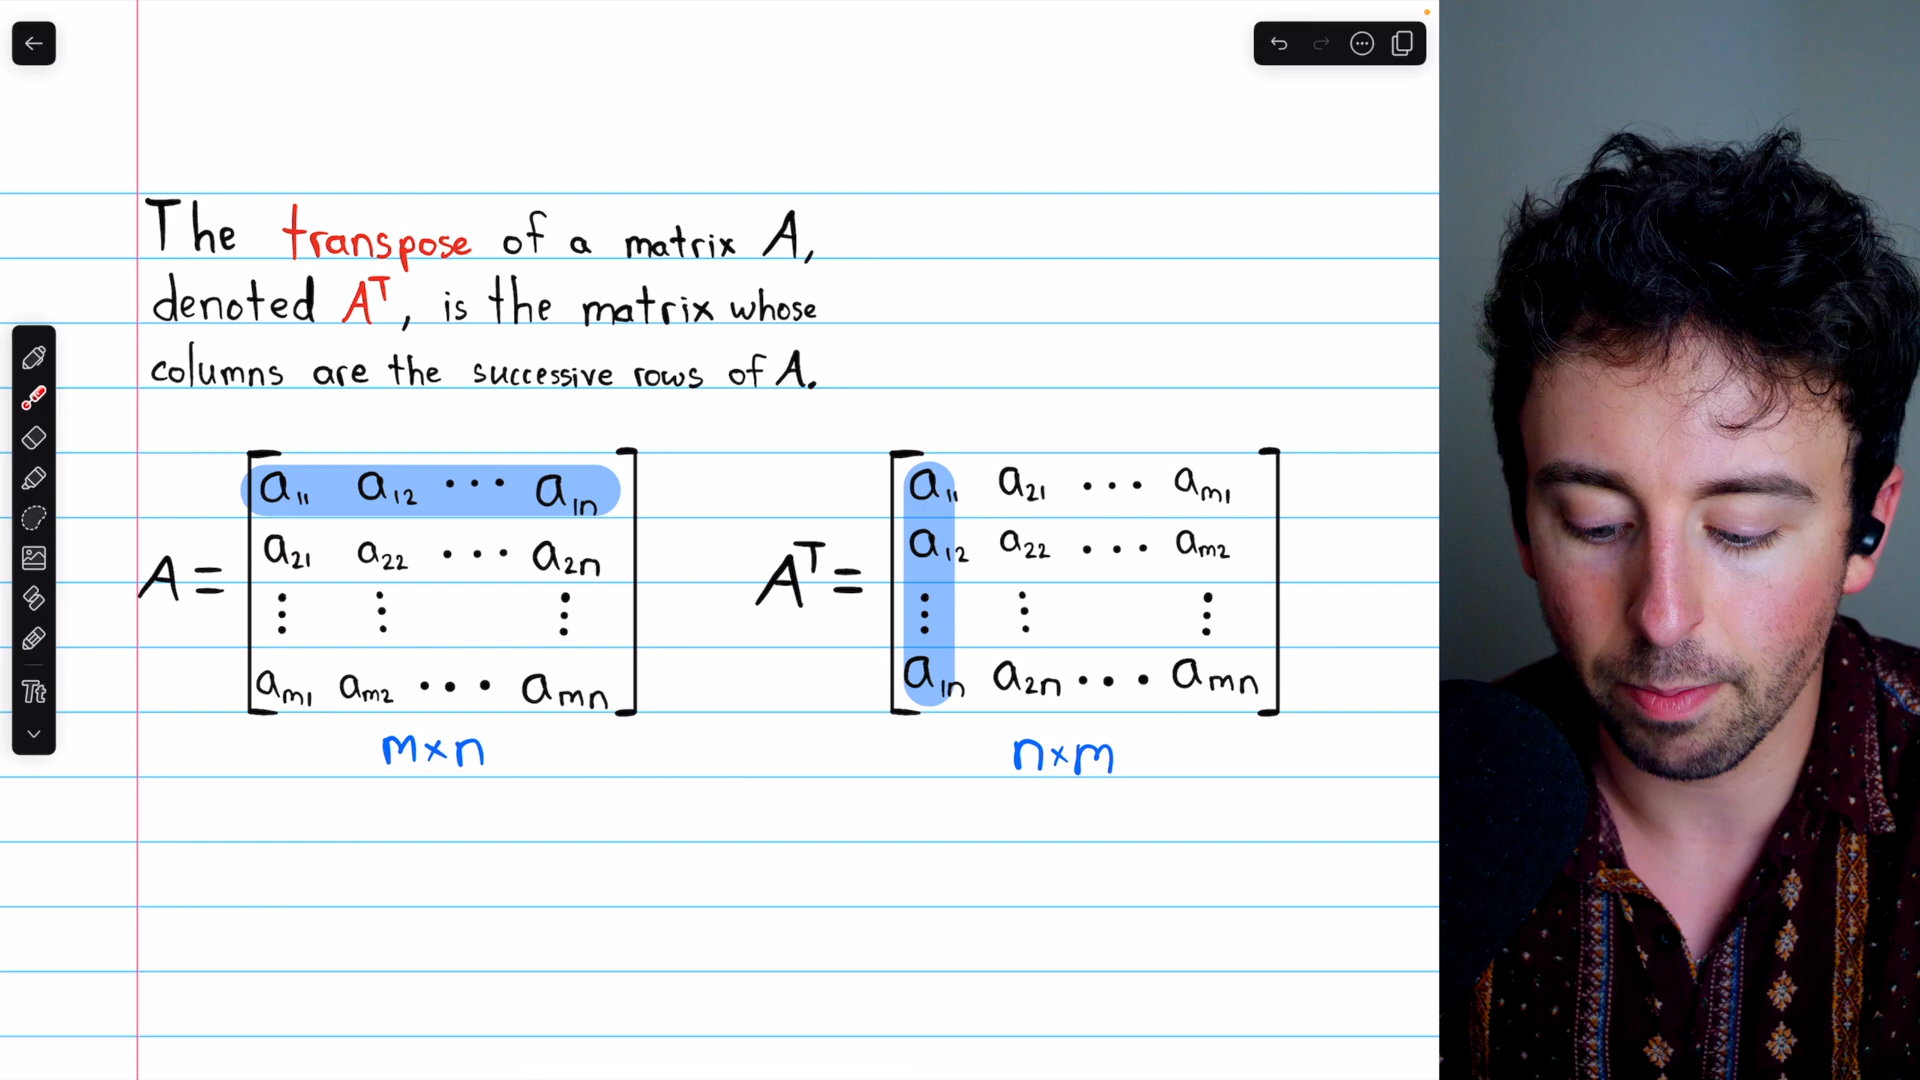 The transpose of a matrix A,
denoted Aᵀ, is the matrix whose
columns are the successive rows of A.
a₁₁ a₁₂ ··· a₁ₙ
a₂₁ a₂₂ ··· a₂ₙ
A = ⋮ ⋮ ⋮
aₘ₁ aₘ₂ ··· aₘₙ
m×n
a₁₁ a₂₁ ··· aₘ₁
a₁₂ a₂₂ ··· aₘ₂
Aᵀ = ⋮ ⋮ ⋮
a₁ₙ a₂ₙ ··· aₘₙ
n×m
Tt